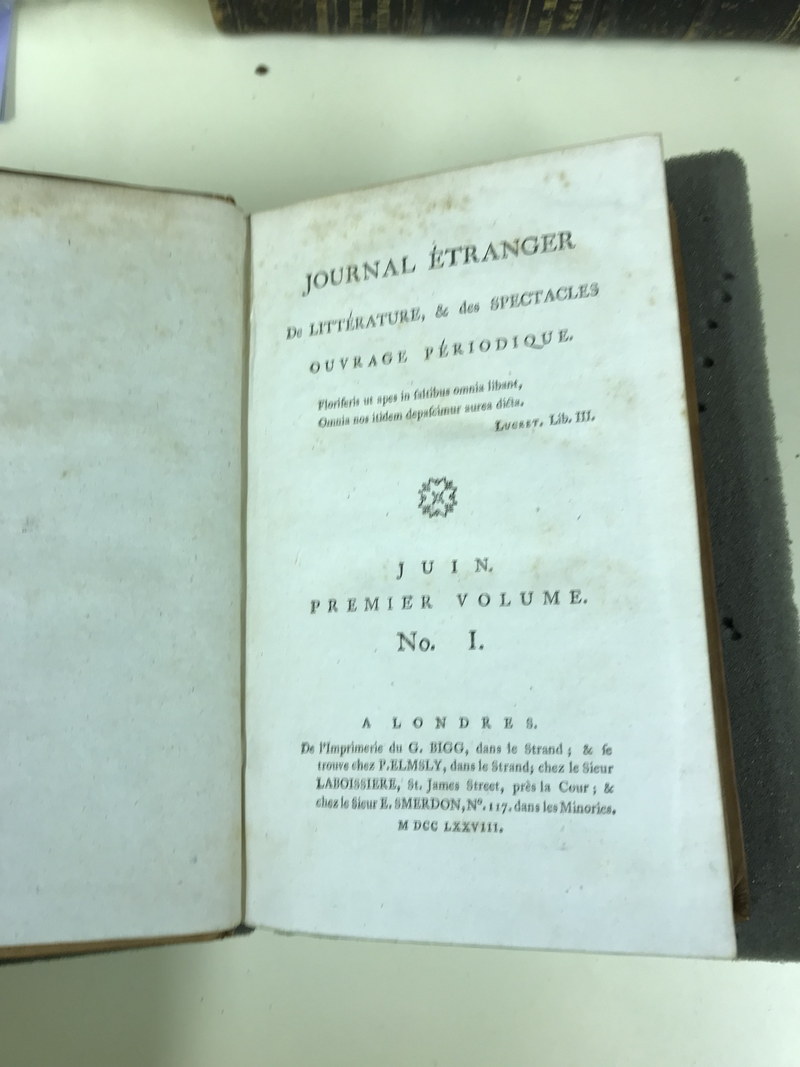 JOURNAL ÉTRANGER
De LITTÉRATURE, & des SPECTACLES
OUVRAGE PÉRIODIQUE.
Floriferis ut apes in ſaltibus omnia libant,
Omnia nos itidem depaſcimur aurea dicta.
LUCRET. Lib. III.
JUIN.
PREMIER VOLUME.
No. I.
A LONDRES.
De l'Imprimerie du G. BIGG, dans le Strand; & ſe
trouve chez P. ELMSLY, dans le Strand; chez le Sieur
LABOISSIERE, St. James Street, près la Cour; &
chez le Sieur E. SMERDON, Nº. 117. dans les Minories.
M DCC LXXVIII.